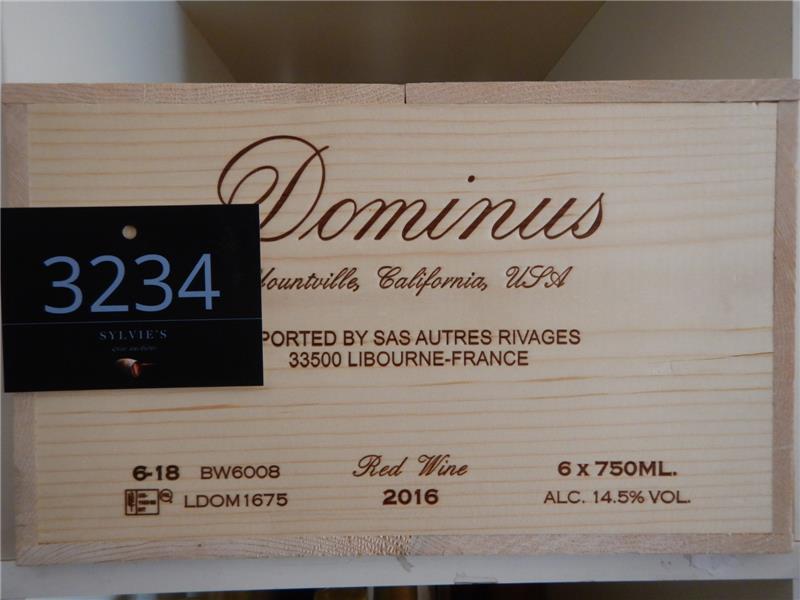 Dominus
3234
Yountville, California, USA
SYLVIE'S
PORTED BY SAS AUTRES RIVAGES
33500 LIBOURNE-FRANCE
6-18 BW6008
Red Wine
6 x 750ML.
LDOM1675
2016
ALC. 14.5% VOL.